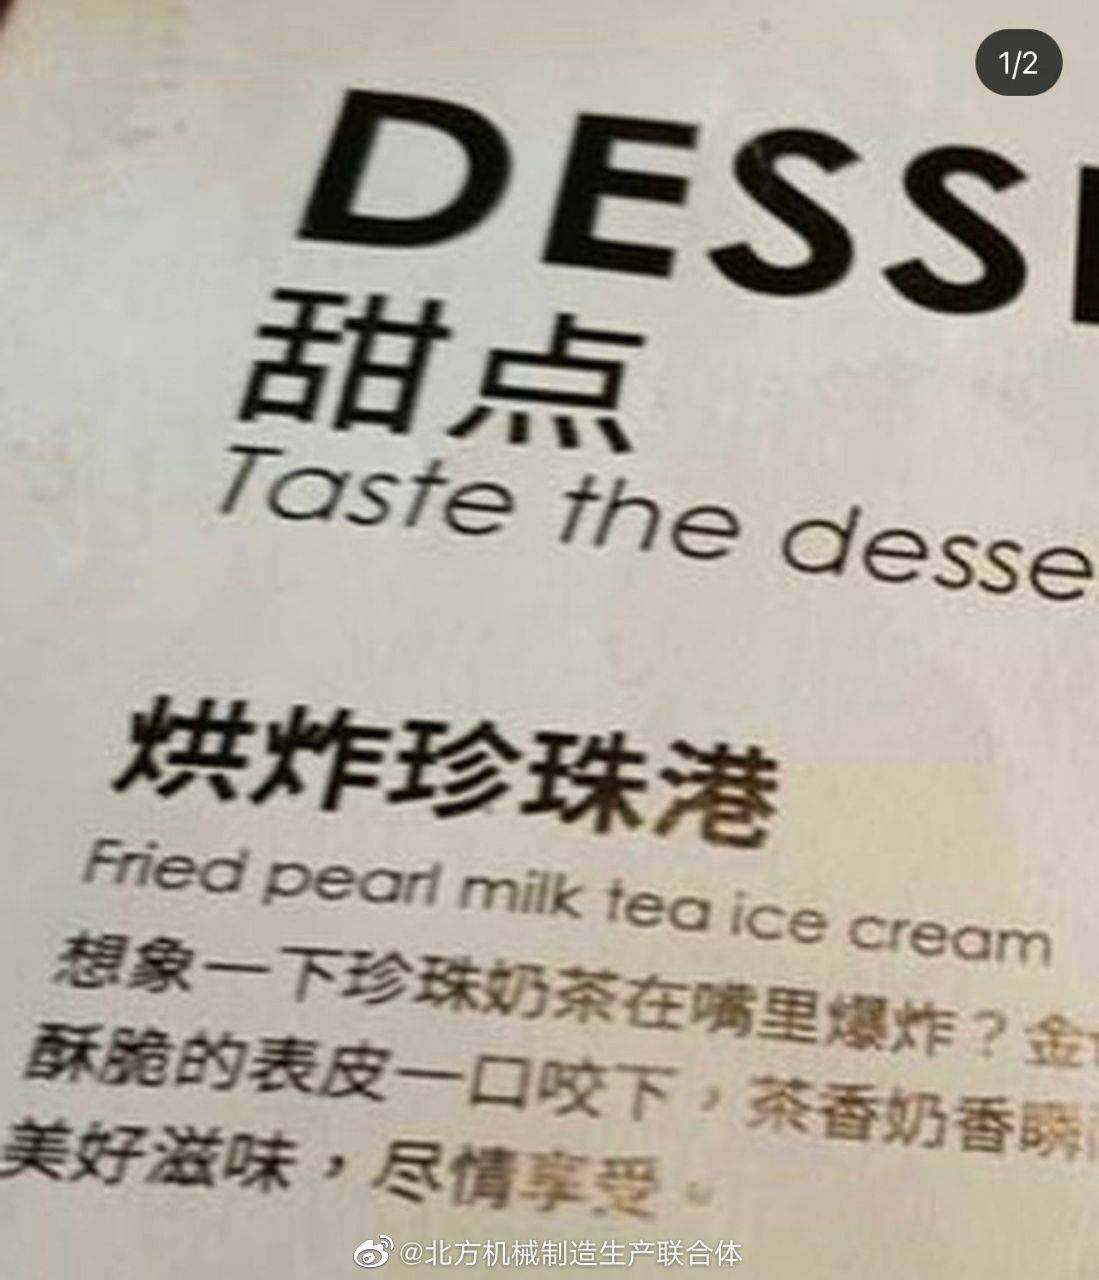 1/2
DESSE
甜点
Taste the desse
烘炸珍珠港
Fried pearl milk tea ice cream
想象一下珍珠奶茶在嘴里爆炸？金
酥脆的表皮一口咬下，茶香奶香瞬
美好滋味，尽情享受。
@北方机械制造生产联合体